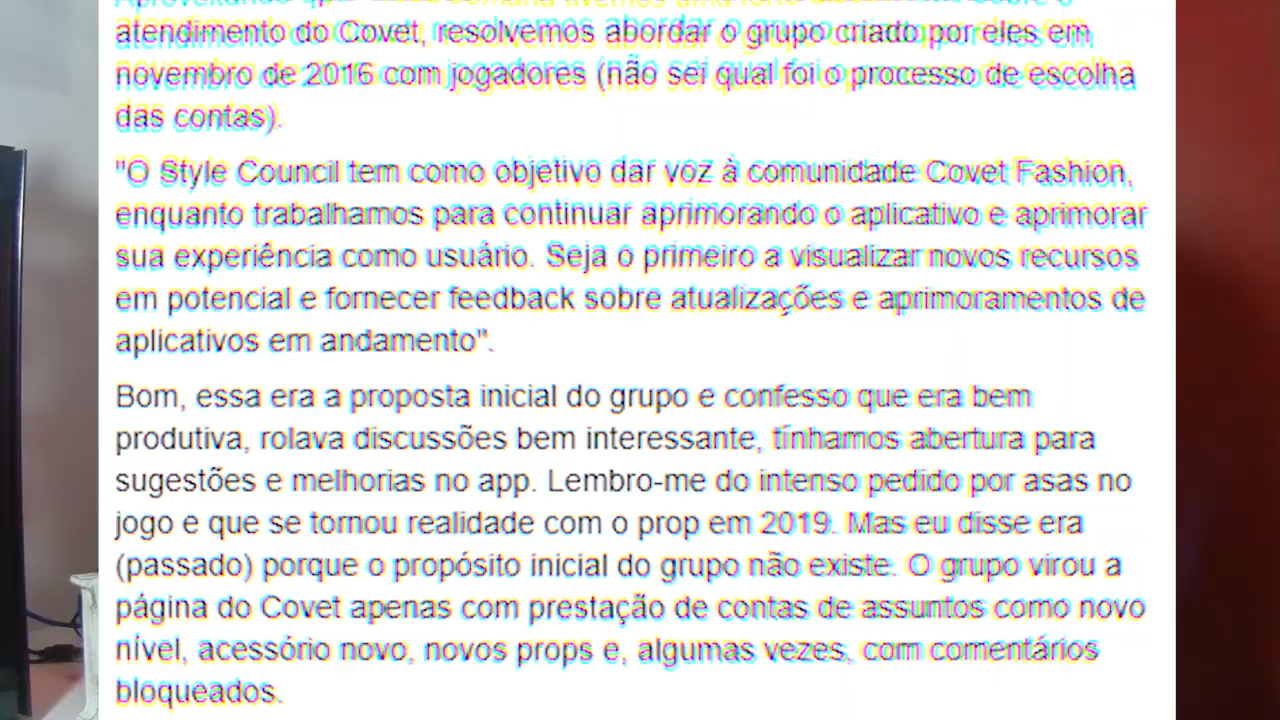 atendimento do Covet, resolvemos abordar o grupo criado por eles em
novembro de 2016 com jogadores (não sei qual foi o processo de escolha
das contas).
"O Style Council tem como objetivo dar voz à comunidade Covet Fashion,
enquanto trabalhamos para continuar aprimorando o aplicativo e aprimorar
sua experiência como usuário. Seja o primeiro a visualizar novos recursos
em potencial e fornecer feedback sobre atualizações e aprimoramentos de
aplicativos em andamento".
Bom, essa era a proposta inicial do grupo e confesso que era bem
produtiva, rolava discussões bem interessante, tínhamos abertura para
sugestões e melhorias no app. Lembro-me do intenso pedido por asas no
jogo e que se tornou realidade com o prop em 2019. Mas eu disse era
(passado) porque o propósito inicial do grupo não existe. O grupo virou a
página do Covet apenas com prestação de contas de assuntos como novo
nível, acessório novo, novos props e, algumas vezes, com comentários
bloqueados.